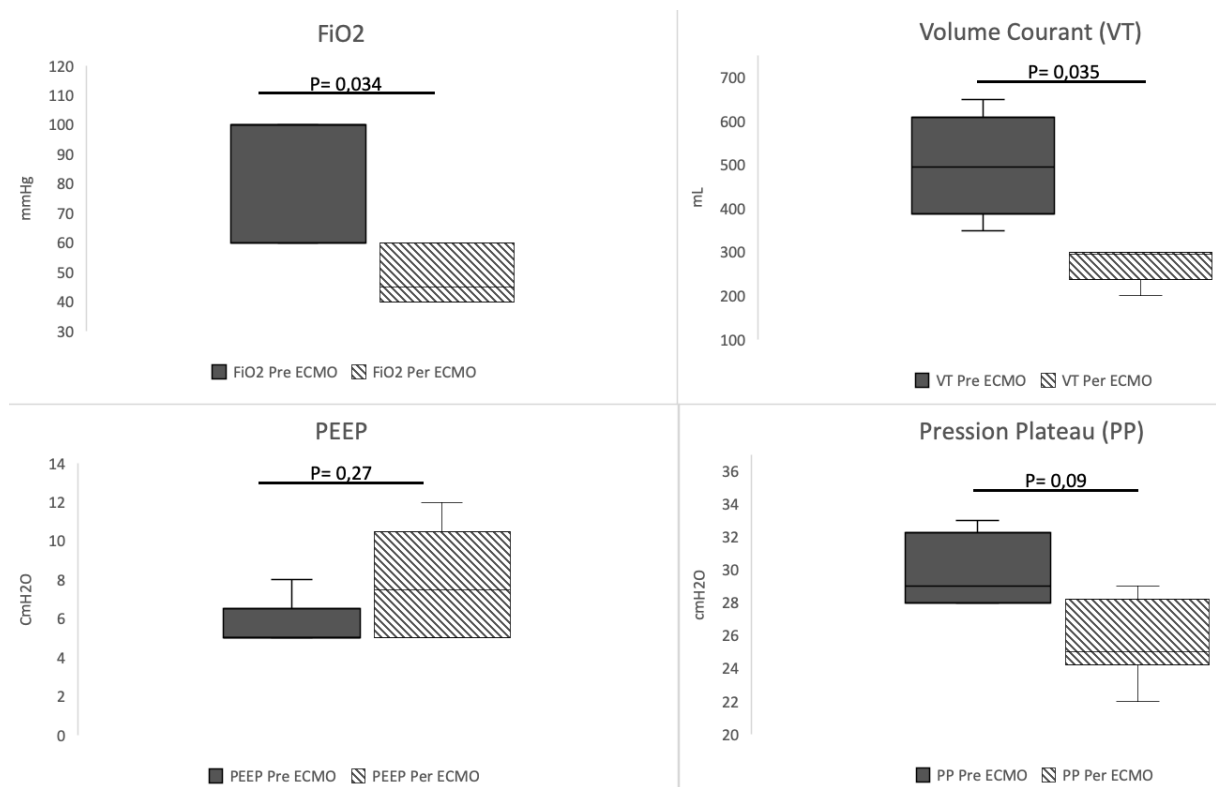 FiO2
120
110
100
90
80
70
60
50
40
30
mmHg
P= 0,034
FiO2 Pre ECMO FiO2 Per ECMO
Volume Courant (VT)
700
600
500
400
300
200
100
mL
P= 0,035
VT Pre ECMO VT Per ECMO
PEEP
14
12
10
8
6
4
2
0
CmH2O
P= 0,27
PEEP Pre ECMO PEEP Per ECMO
Pression Plateau (PP)
36
34
32
30
28
26
24
22
20
cmH2O
P= 0,09
PP Pre ECMO PP Per ECMO